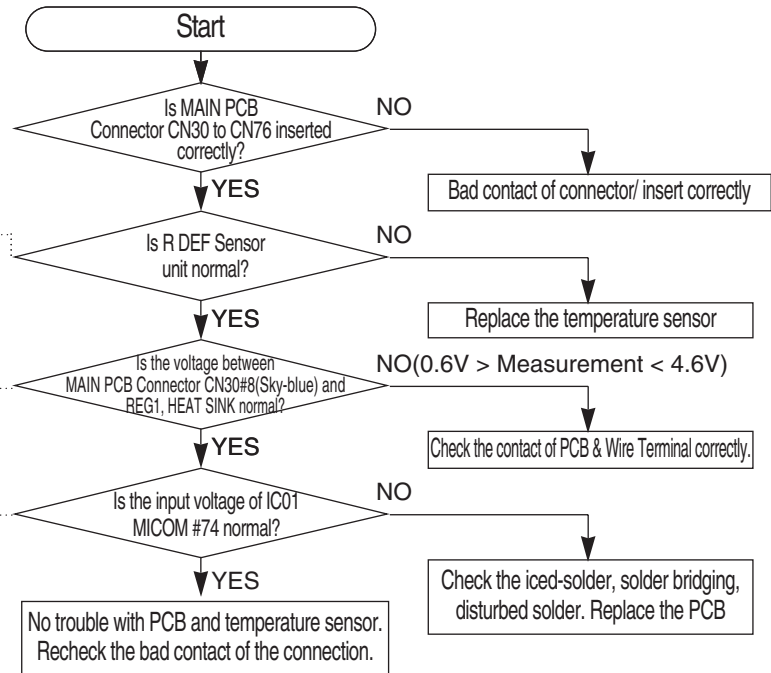 Start
Is MAIN PCB
Connector CN30 to CN76 inserted
correctly?
NO
Bad contact of connector/ insert correctly
YES
Is R DEF Sensor
unit normal?
NO
Replace the temperature sensor
YES
Is the voltage between
MAIN PCB Connector CN30#8(Sky-blue) and
REG1, HEAT SINK normal?
NO(0.6V > Measurement < 4.6V)
Check the contact of PCB & Wire Terminal correctly.
YES
Is the input voltage of IC01
MICOM #74 normal?
NO
Check the iced-solder, solder bridging,
disturbed solder. Replace the PCB
YES
No trouble with PCB and temperature sensor.
Recheck the bad contact of the connection.